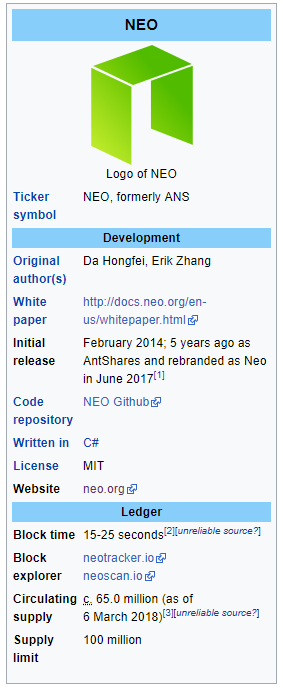 NEO
Logo of NEO
Ticker NEO, formerly ANS
symbol
Development
Original Da Hongfei, Erik Zhang
author(s)
White http://docs.neo.org/en-
paper us/whitepaper.html
Initial February 2014; 5 years ago as
release AntShares and rebranded as Neo
in June 2017[1]
Code NEO Github
repository
Written in C#
License MIT
Website neo.org
Ledger
Block time 15-25 seconds[2][unreliable source?]
Block neotracker.io
explorer neoscan.io
Circulating c. 65.0 million (as of
supply 6 March 2018)[3][unreliable source?]
Supply 100 million
limit